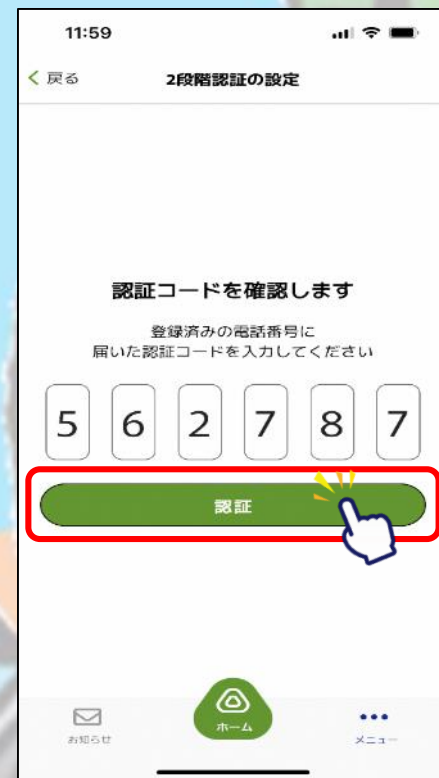 11:59
戻る
2段階認証の設定
認証コードを確認します
登録済みの電話番号に
届いた認証コードを入力してください
5 6 2 7 8 7
認証
お知らせ
ホーム
メニュー